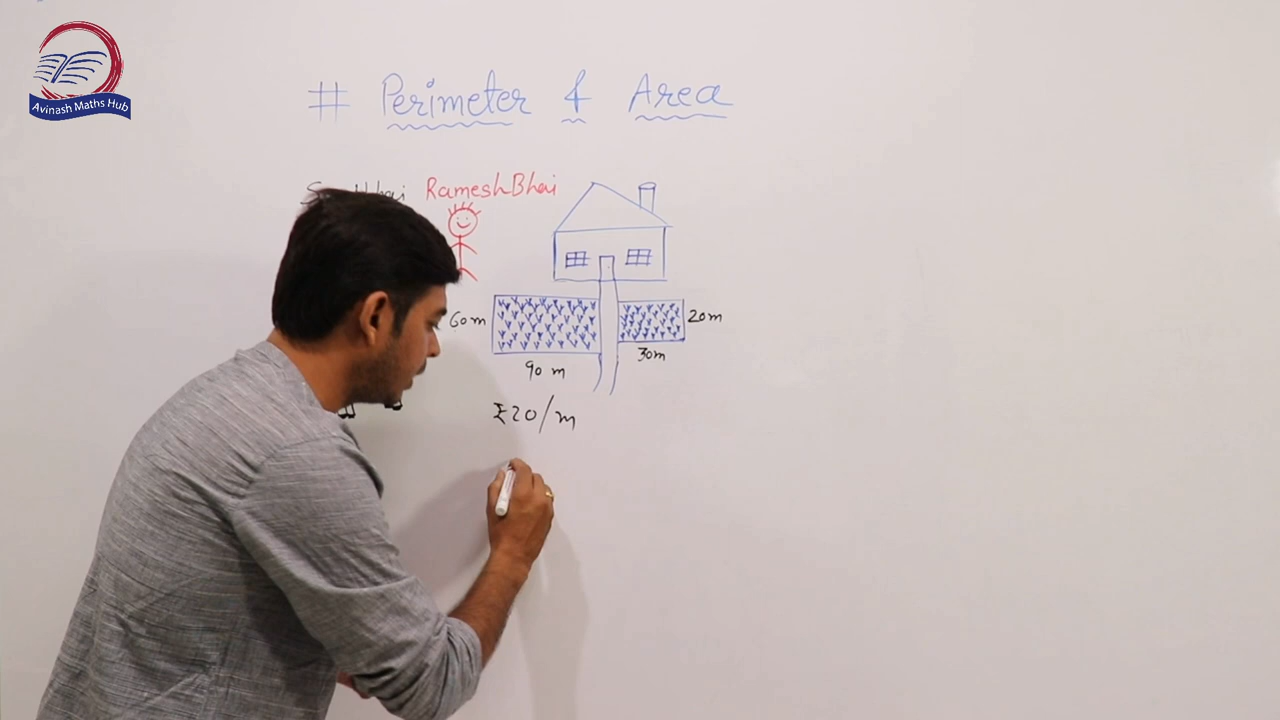 Avinash Maths Hub
# Perimeter & Area
RameshBhai
60m
20m
90 m
30m
₹20/m